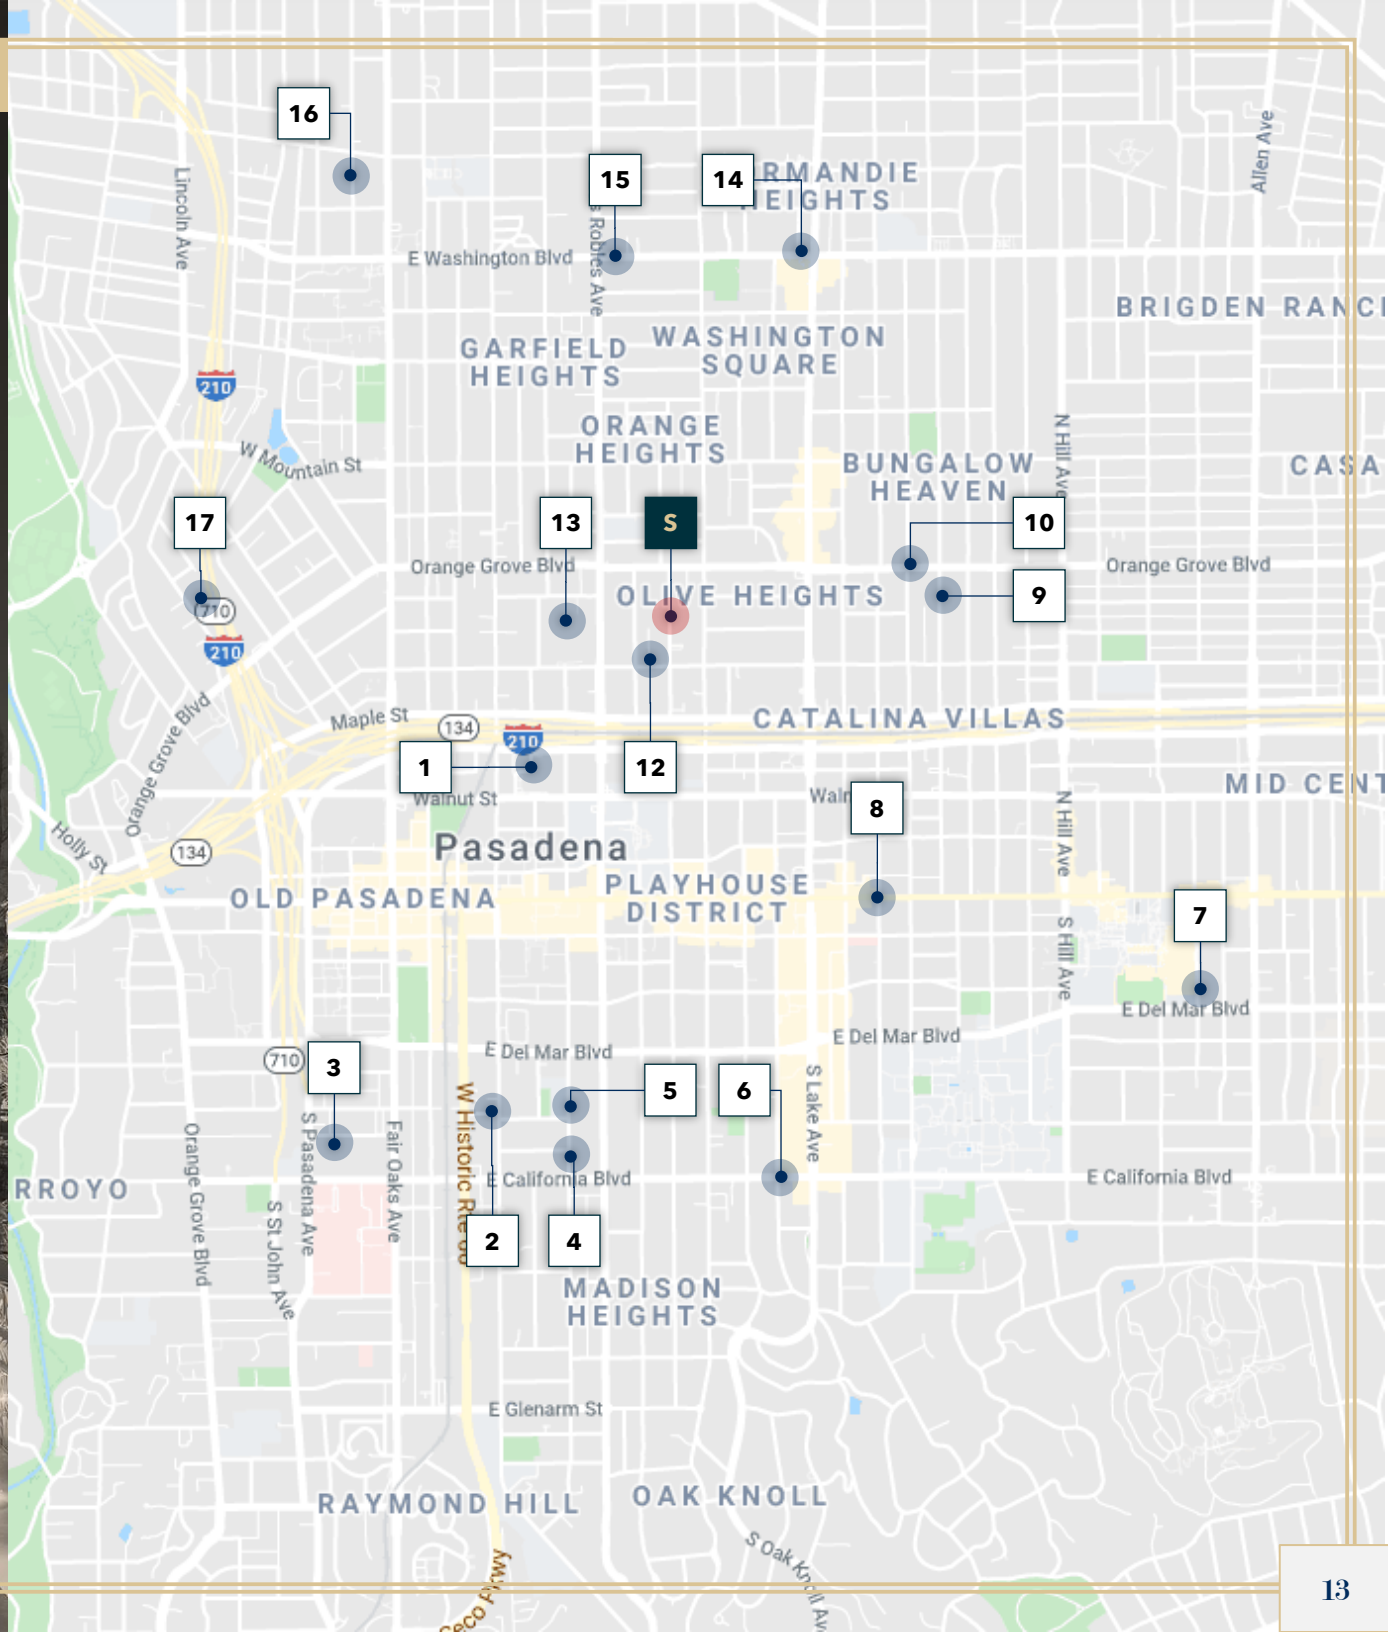 16
15
14
RMANDIE
HEIGHTS
Allen Ave
Lincoln Ave
s Robles Ave
E Washington Blvd
BRIGDEN RANC
WASHINGTON
SQUARE
GARFIELD
HEIGHTS
210
ORANGE
HEIGHTS
N Hill Ave
W Mountain St
BUNGALOW
HEAVEN
CASA
17
13
S
10
Orange Grove Blvd
Orange Grove Blvd
OLIVE HEIGHTS
9
710
210
Orange Grove Blvd
Maple St
134
210
CATALINA VILLAS
1
12
Walnut St
Waln
8
MID CENT
N Hill Ave
Holly St
134
Pasadena
OLD PASADENA
PLAYHOUSE
DISTRICT
7
S Hill Ave
E Del Mar Blvd
E Del Mar Blvd
E Del Mar Blvd
710
3
5
6
W Historic Rte 66
S Lake Ave
S Pasadena Ave
Fair Oaks Ave
Orange Grove Blvd
E California Blvd
E California Blvd
RROYO
S St John Ave
2
4
MADISON
HEIGHTS
E Glenarm St
RAYMOND HILL
OAK KNOLL
S Oak Knoll Av
eco Pkwy
13